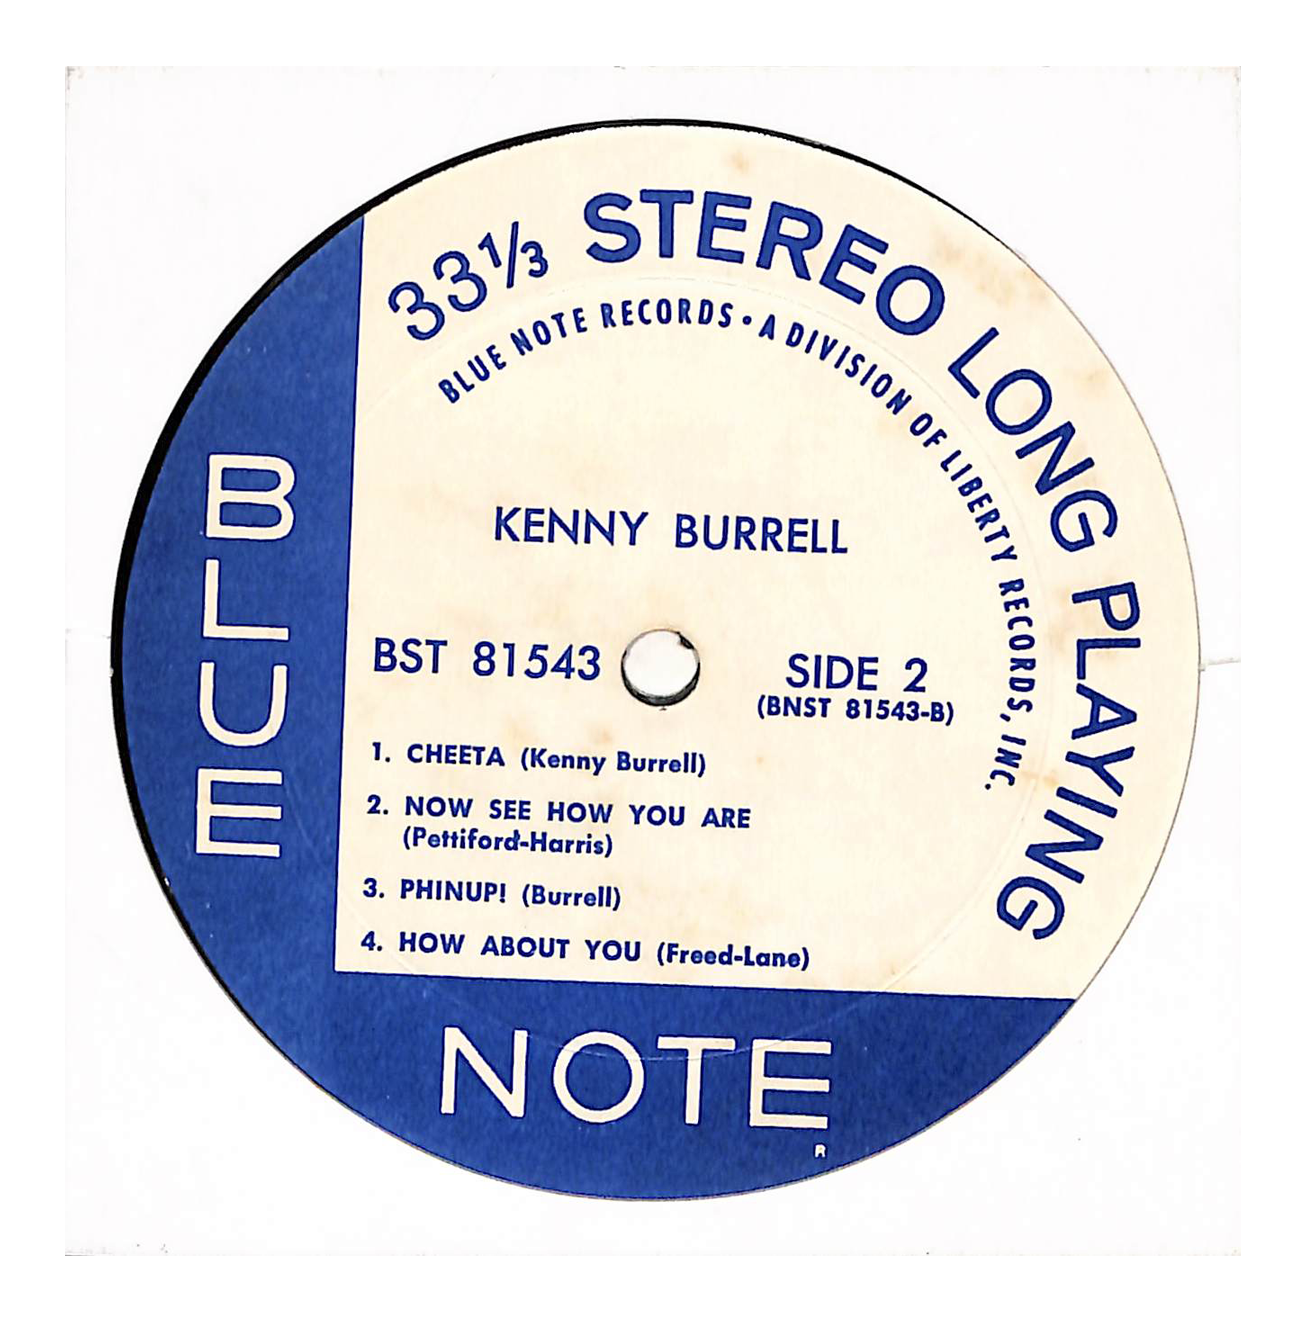 33⅓ STEREO LONG PLAYING
BLUE NOTE RECORDS • A DIVISION OF LIBERTY RECORDS, INC.
KENNY BURRELL
BST 81543
SIDE 2
(BNST 81543-B)
1. CHEETA (Kenny Burrell)
2. NOW SEE HOW YOU ARE
(Pettiford-Harris)
3. PHINUP! (Burrell)
4. HOW ABOUT YOU (Freed-Lane)
BLUE
NOTE
R